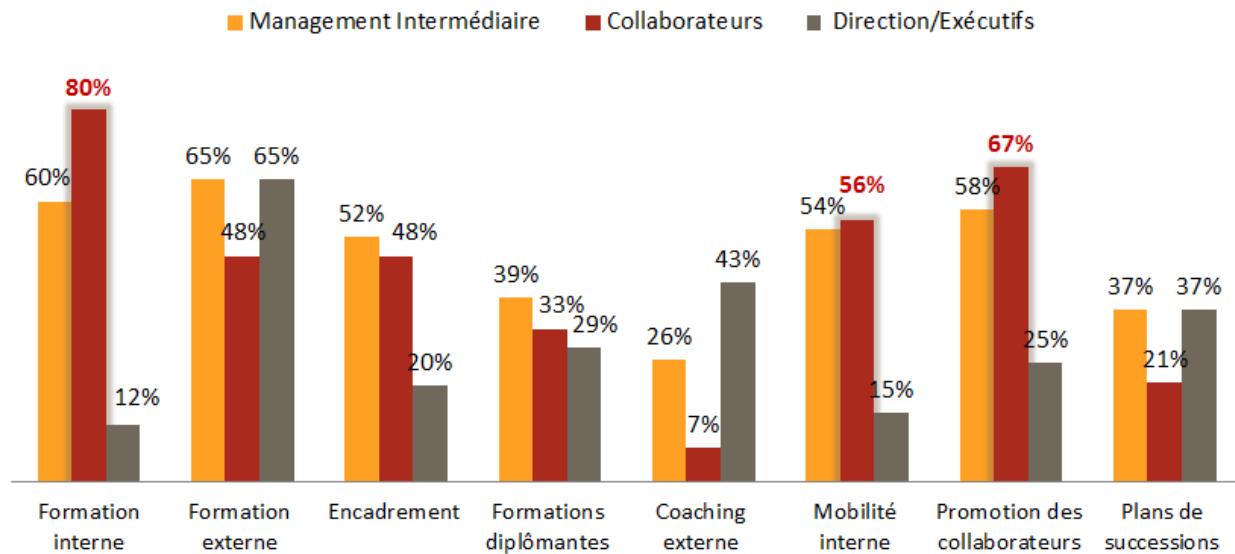 Management Intermédiaire Collaborateurs Direction/Exécutifs
80%
60%
12%
65%
48%
65%
52%
48%
20%
39%
33%
29%
26%
7%
43%
54%
56%
15%
58%
67%
25%
37%
21%
37%
Formation interne
Formation externe
Encadrement
Formations diplômantes
Coaching externe
Mobilité interne
Promotion des collaborateurs
Plans de successions